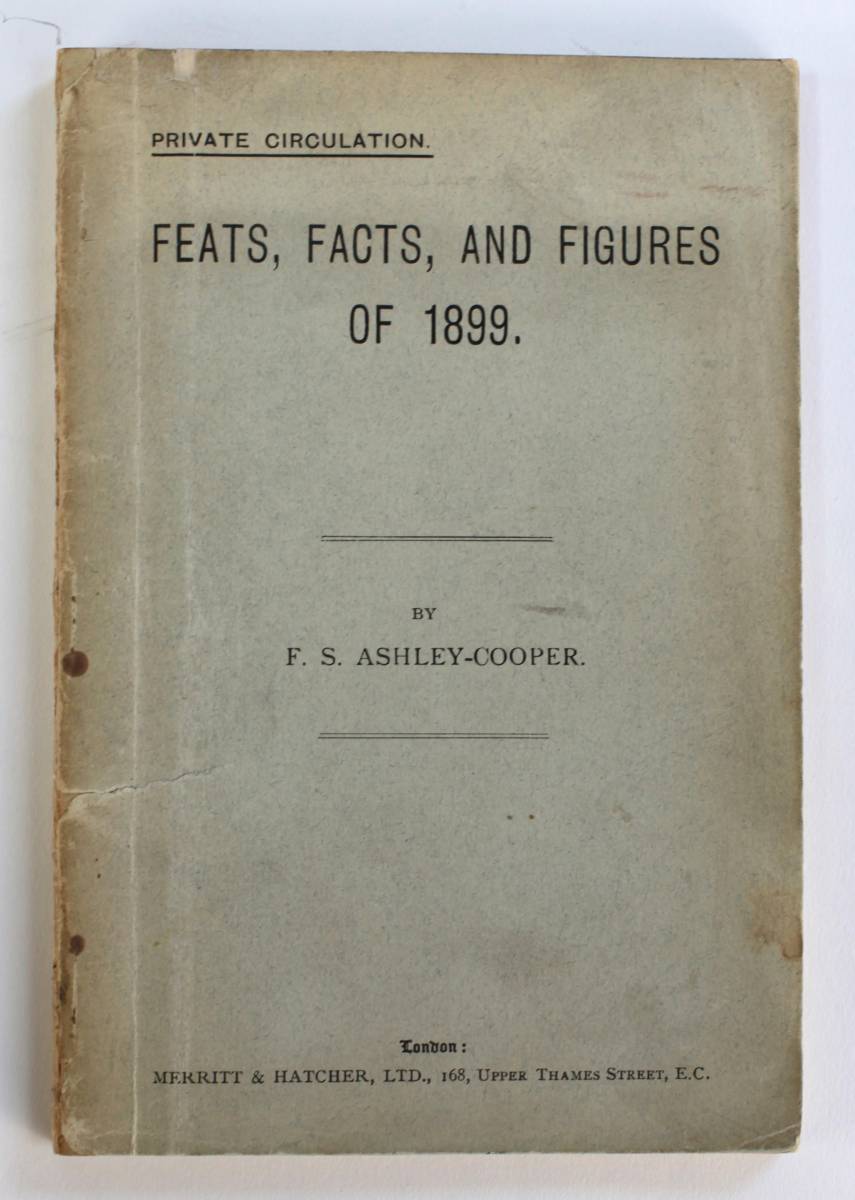 PRIVATE CIRCULATION.
FEATS, FACTS, AND FIGURES
OF 1899.
BY
F. S. ASHLEY-COOPER.
London:
MERRITT & HATCHER, LTD., 168, UPPER THAMES STREET, E.C.